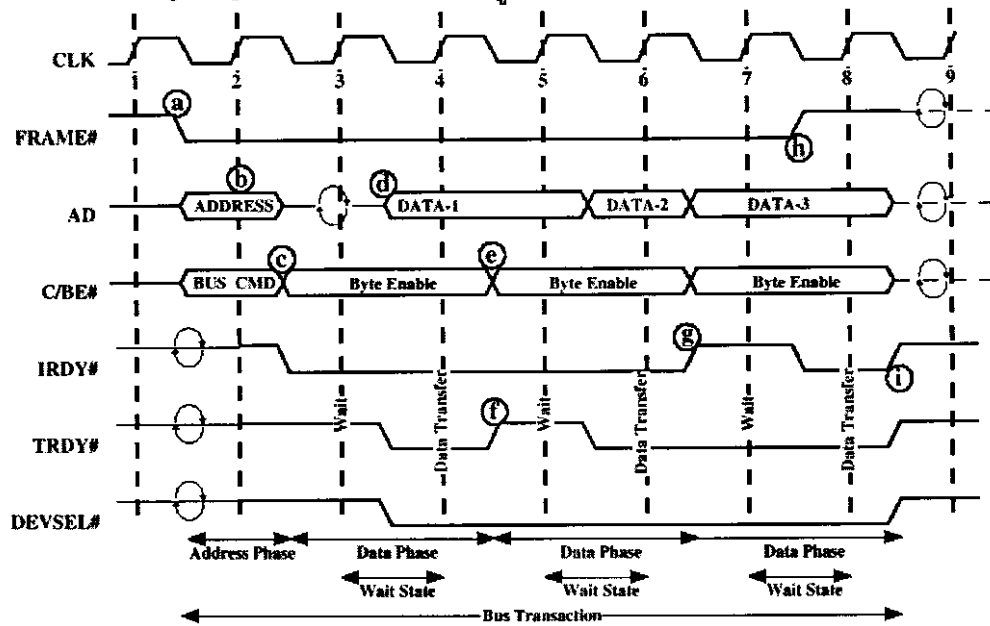 CLK
1 2 3 4 5 6 7 8 9
FRAME#
a
h
AD
b
d
ADDRESS
DATA-1
DATA-2
DATA-3
C/BE#
c
e
BUS CMD
Byte Enable
Byte Enable
Byte Enable
IRDY#
g
i
Wait
Data Transfer
Wait
Data Transfer
Wait
Data Transfer
TRDY#
f
DEVSEL#
Address Phase
Data Phase
Data Phase
Data Phase
Wait State
Wait State
Wait State
Bus Transaction